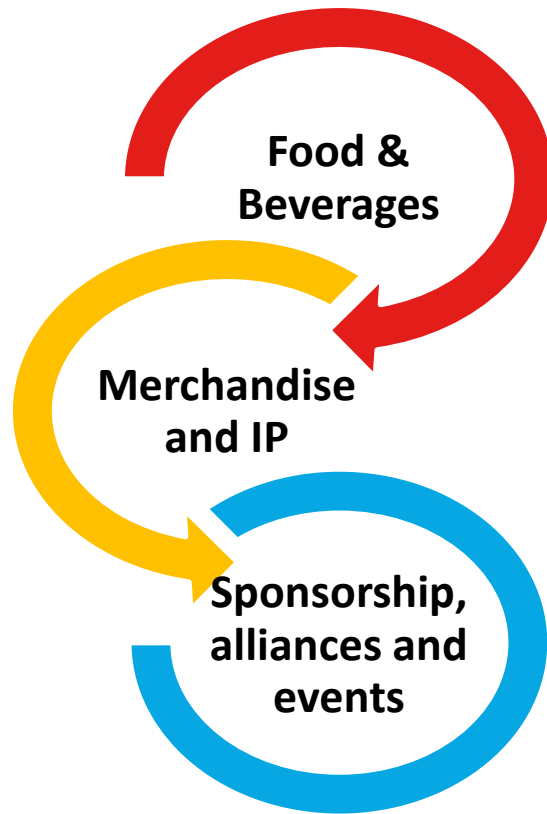 Food &
Beverages
Merchandise
and IP
Sponsorship,
alliances and
events